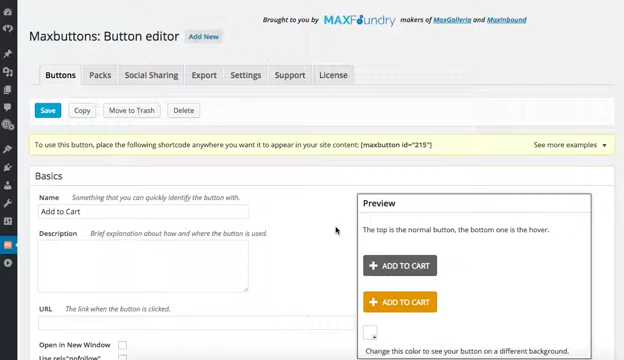 Brought to you by MAXFoundry makers of MaxGalleria and MaxInbound
Maxbuttons: Button editor Add New
Buttons Packs Social Sharing Export Settings Support License
Save Copy Move to Trash Delete
To use this button, place the following shortcode anywhere you want it to appear in your site content: [maxbutton id="215"] See more examples
Basics
Name Something that you can quickly identify the button with.
Add to Cart
Description Brief explanation about how and where the button is used.
URL The link when the button is clicked.
Open in New Window
Use rel="nofollow"
Preview
The top is the normal button, the bottom one is the hover.
ADD TO CART
ADD TO CART
Change this color to see your button on a different background.